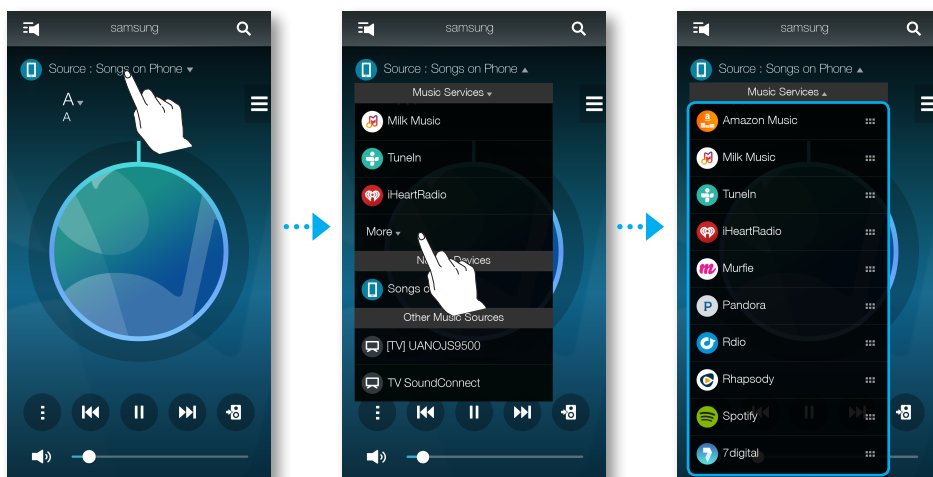 samsung
Source : Songs on Phone
A
A
samsung
Source : Songs on Phone
Music Services
Milk Music
TuneIn
iHeartRadio
More
Devices
Songs
Other Music Sources
[TV] UANOJS9500
TV SoundConnect
samsung
Source : Songs on Phone
Music Services
Amazon Music
Milk Music
TuneIn
iHeartRadio
Murfie
Pandora
Rdio
Rhapsody
Spotify
7digital